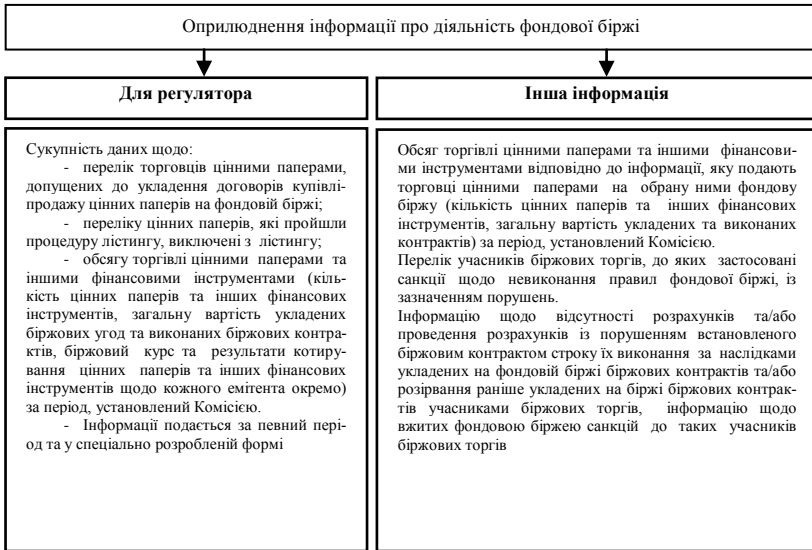 Оприлюднення інформації про діяльність фондової біржі
Для регулятора
Сукупність даних щодо:
- перелік торговців цінними паперами,
допущених до укладення договорів купівлі-
продажу цінних паперів на фондовій біржі;
- переліку цінних паперів, які пройшли
процедуру лістингу, виключені з лістингу;
- обсягу торгівлі цінними паперами та
іншими фінансовими інструментами (кіль-
кість цінних паперів та інших фінансових
інструментів, загальну вартість укладених
біржових угод та виконаних біржових контра-
ктів, біржовий курс та результати котиру-
вання цінних паперів та інших фінансових
інструментів щодо кожного емітента окремо)
за період, установлений Комісією.
- Інформації подається за певний пері-
од та у спеціально розробленій формі
Інша інформація
Обсяг торгівлі цінними паперами та іншими фінансови-
ми інструментами відповідно до інформації, яку подають
торговці цінними паперами на обрану ними фондову
біржу (кількість цінних паперів та інших фінансових
інструментів, загальну вартість укладених та виконаних
контрактів) за період, установлений Комісією.
Перелік учасників біржових торгів, до яких застосовані
санкції щодо невиконання правил фондової біржі, із
зазначенням порушень.
Інформацію щодо відсутності розрахунків та/або
проведення розрахунків із порушенням встановленого
біржовим контрактом строку їх виконання за наслідками
укладених на фондовій біржі біржових контрактів та/або
розірвання раніше укладених на біржі біржових контрак-
тів учасниками біржових торгів, інформацію щодо
вжитих фондовою біржею санкцій до таких учасників
біржових торгів